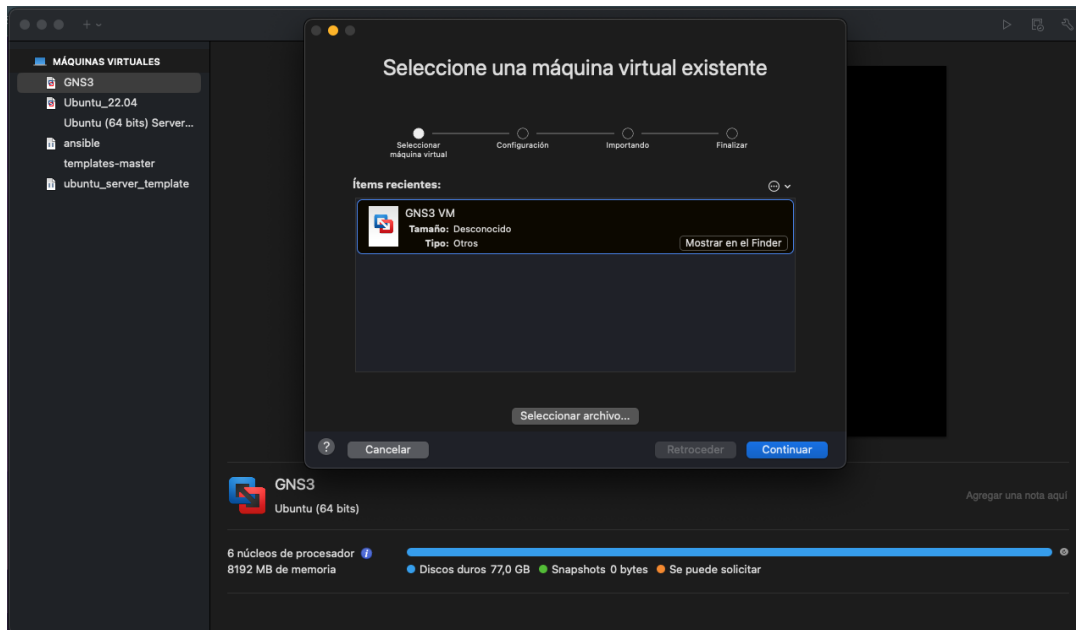 MÁQUINAS VIRTUALES
GNS3
Ubuntu_22.04
Ubuntu (64 bits) Server...
ansible
templates-master
ubuntu_server_template
Seleccione una máquina virtual existente
Seleccionar máquina virtual
Configuración
Importando
Finalizar
Ítems recientes:
GNS3 VM
Tamaño: Desconocido
Tipo: Otros
Mostrar en el Finder
Seleccionar archivo...
?
Cancelar
Retroceder
Continuar
GNS3
Ubuntu (64 bits)
Agregar una nota aquí
6 núcleos de procesador
8192 MB de memoria
Discos duros 77,0 GB
Snapshots 0 bytes
Se puede solicitar